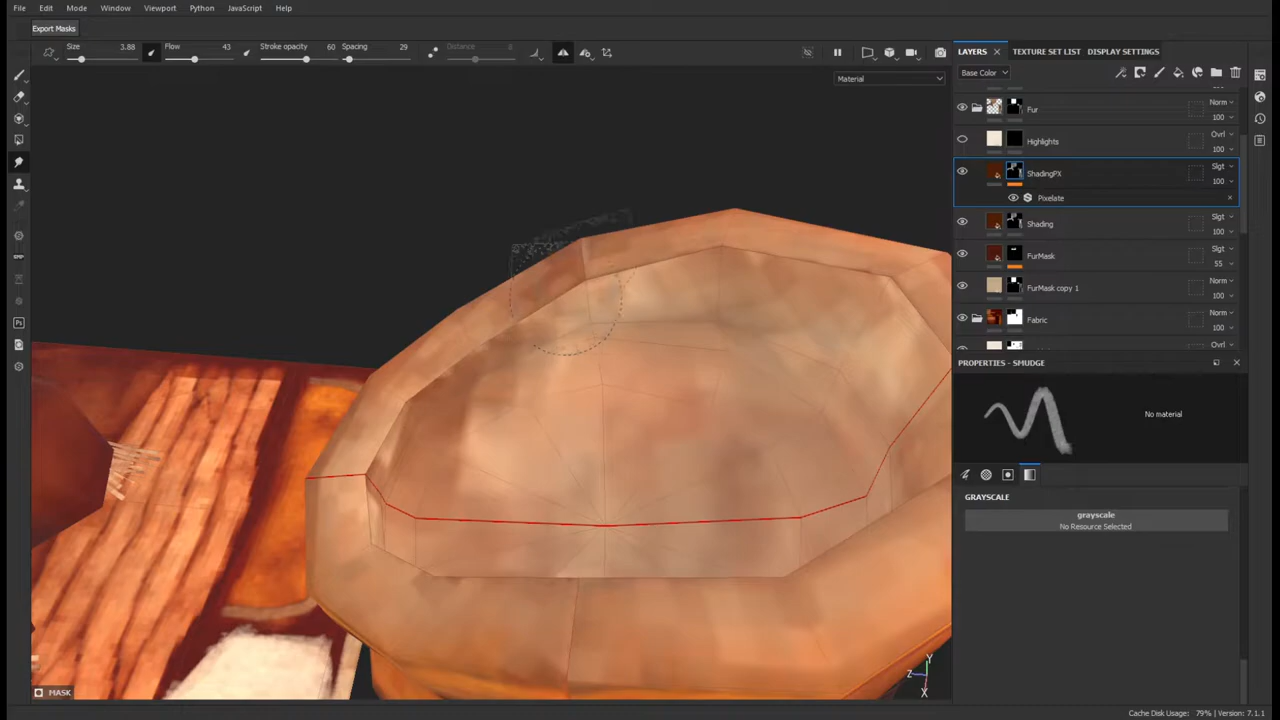 File Edit Mode Window Viewport Python JavaScript Help
Export Masks
Size 3.88 Flow 43 Stroke opacity 60 Spacing 29 Distance 8
Material
LAYERS × TEXTURE SET LIST DISPLAY SETTINGS
Base Color
Fur Norm 100
Highlights Ovrl 100
ShadingPX Slgt 100
Pixelate ×
Shading Slgt 100
FurMask Slgt 55
FurMask copy 1 Norm 100
Fabric Norm 100
Ovrl
PROPERTIES - SMUDGE
No material
GRAYSCALE
grayscale
No Resource Selected
Y
Z
X
MASK
Cache Disk Usage: 79% | Version: 7.1.1